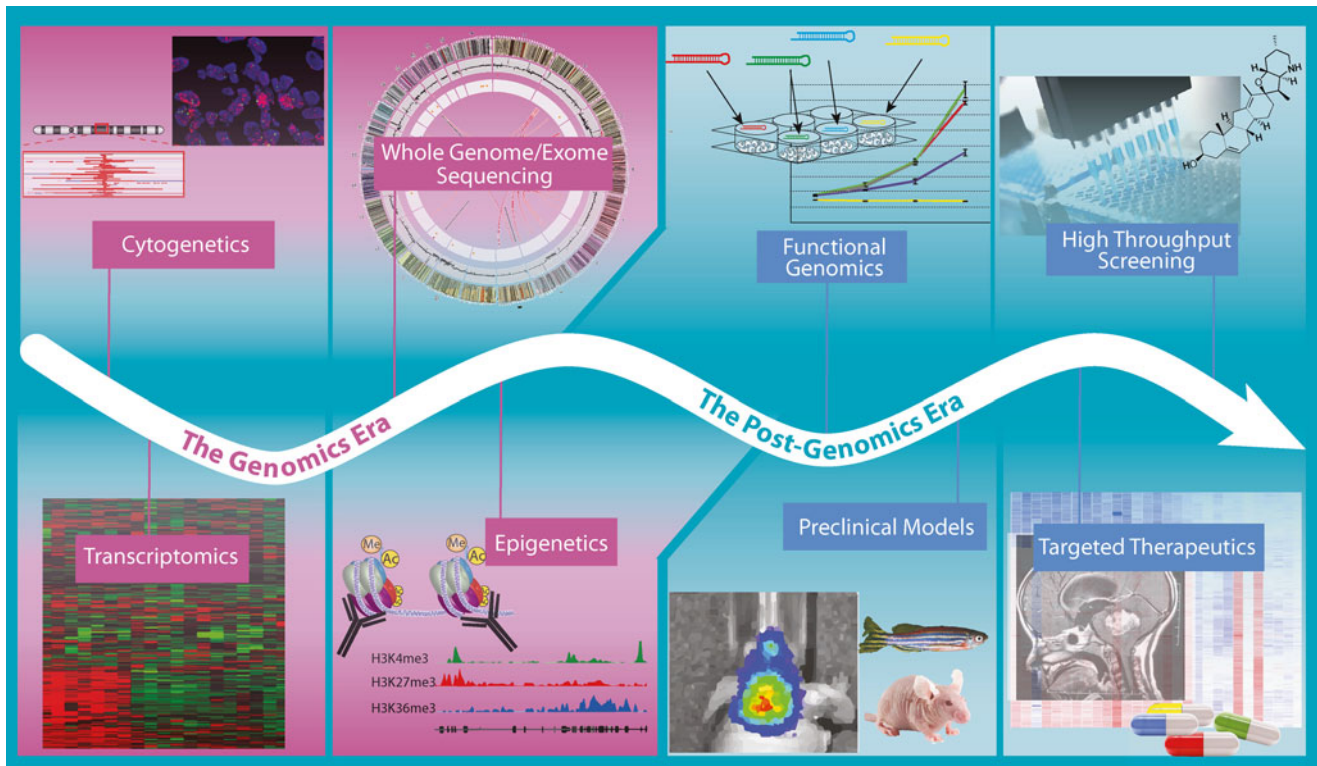 Cytogenetics
Whole Genome/Exome
Sequencing
Functional
Genomics
High Throughput
Screening
H
NH
O
H
H
H
H
HO
The Genomics Era
The Post-Genomics Era
Transcriptomics
Epigenetics
Me
Ac
Me
Ac
H3K4me3
H3K27me3
H3K36me3
Preclinical Models
Targeted Therapeutics